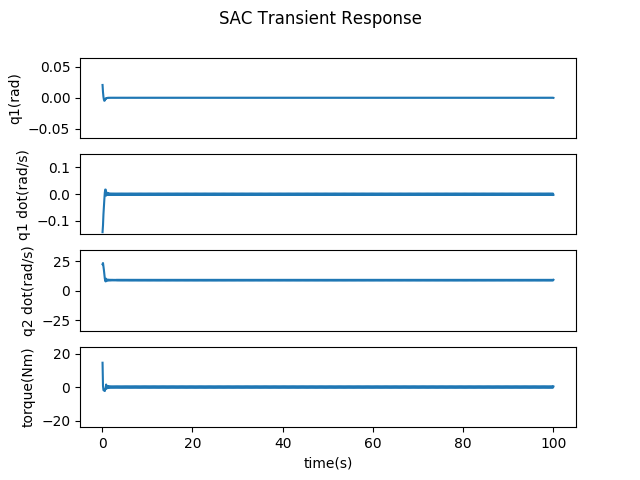 SAC Transient Response
q1(rad)
0.05
0.00
−0.05
q1 dot(rad/s)
0.1
0.0
−0.1
q2 dot(rad/s)
25
0
−25
torque(Nm)
20
0
−20
0 20 40 60 80 100
time(s)